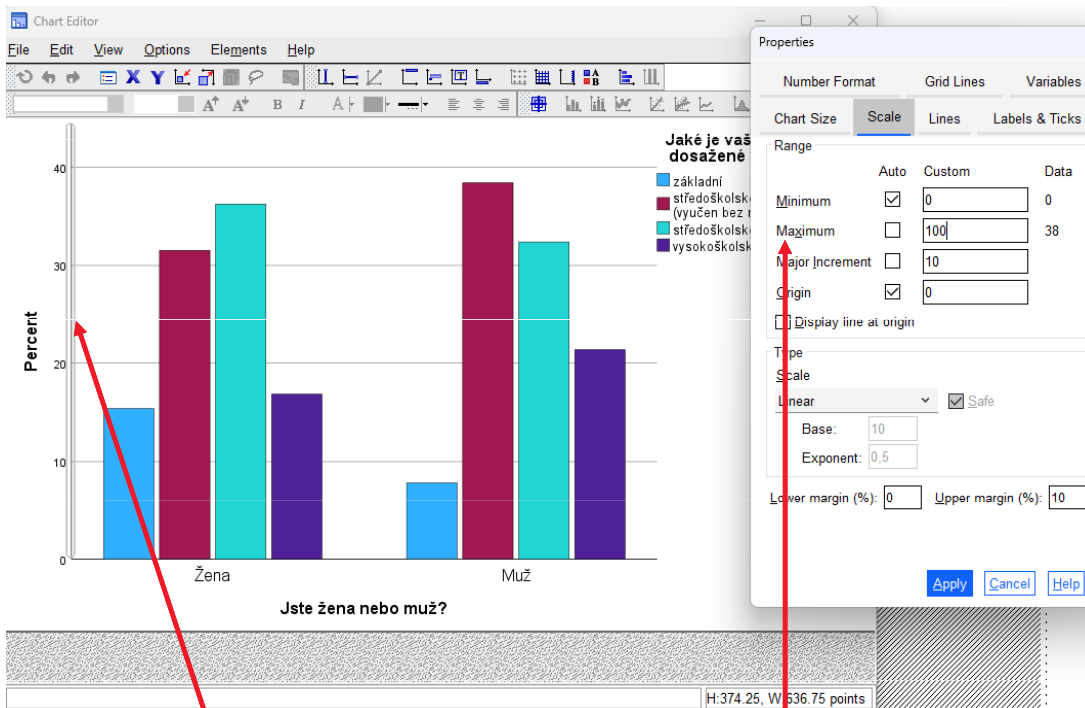 Chart Editor
File Edit View Options Elements Help
X Y
A A B I A
40
30
20
10
0
Percent
Žena Muž
Jste žena nebo muž?
Jaké je vaš
dosažené
základní
středoškolsk
(vyučen bez
středoškolsk
vysokoškolsk
H:374.25, W:636.75 points
Properties
Number Format Grid Lines Variables
Chart Size Scale Lines Labels & Ticks
Range
Auto Custom Data
Minimum 0 0
Maximum 100 38
Major Increment 10
Origin 0
Display line at origin
Type
Scale
Linear Safe
Base: 10
Exponent: 0,5
Lower margin (%): 0 Upper margin (%): 10
Apply Cancel Help